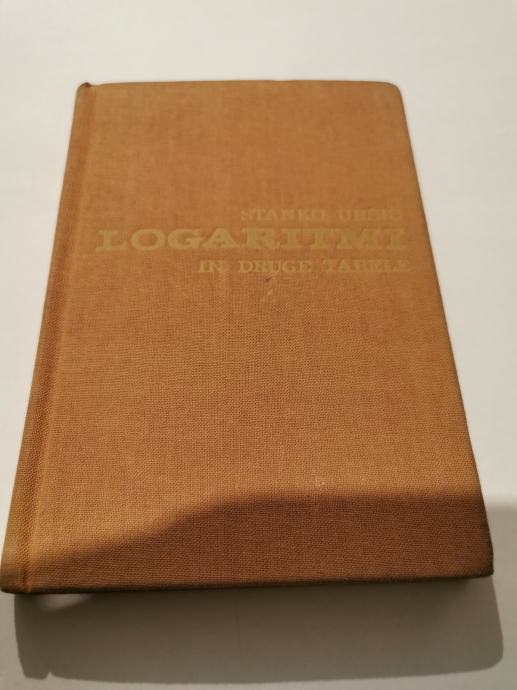 STANKO URŠIČ
LOGARITMI
IN DRUGE TABELE